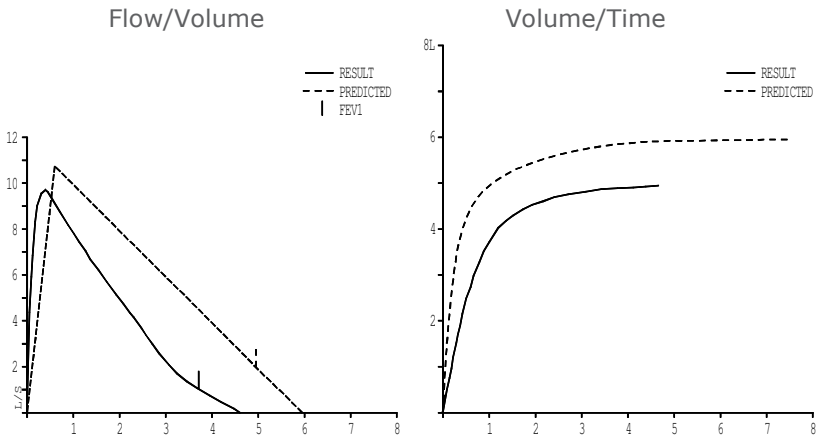 Flow/Volume
RESULT
PREDICTED
FEV1
12
10
8
6
4
2
L/S
1 2 3 4 5 6 7 8
Volume/Time
8L
RESULT
PREDICTED
6
4
2
1 2 3 4 5 6 7 8